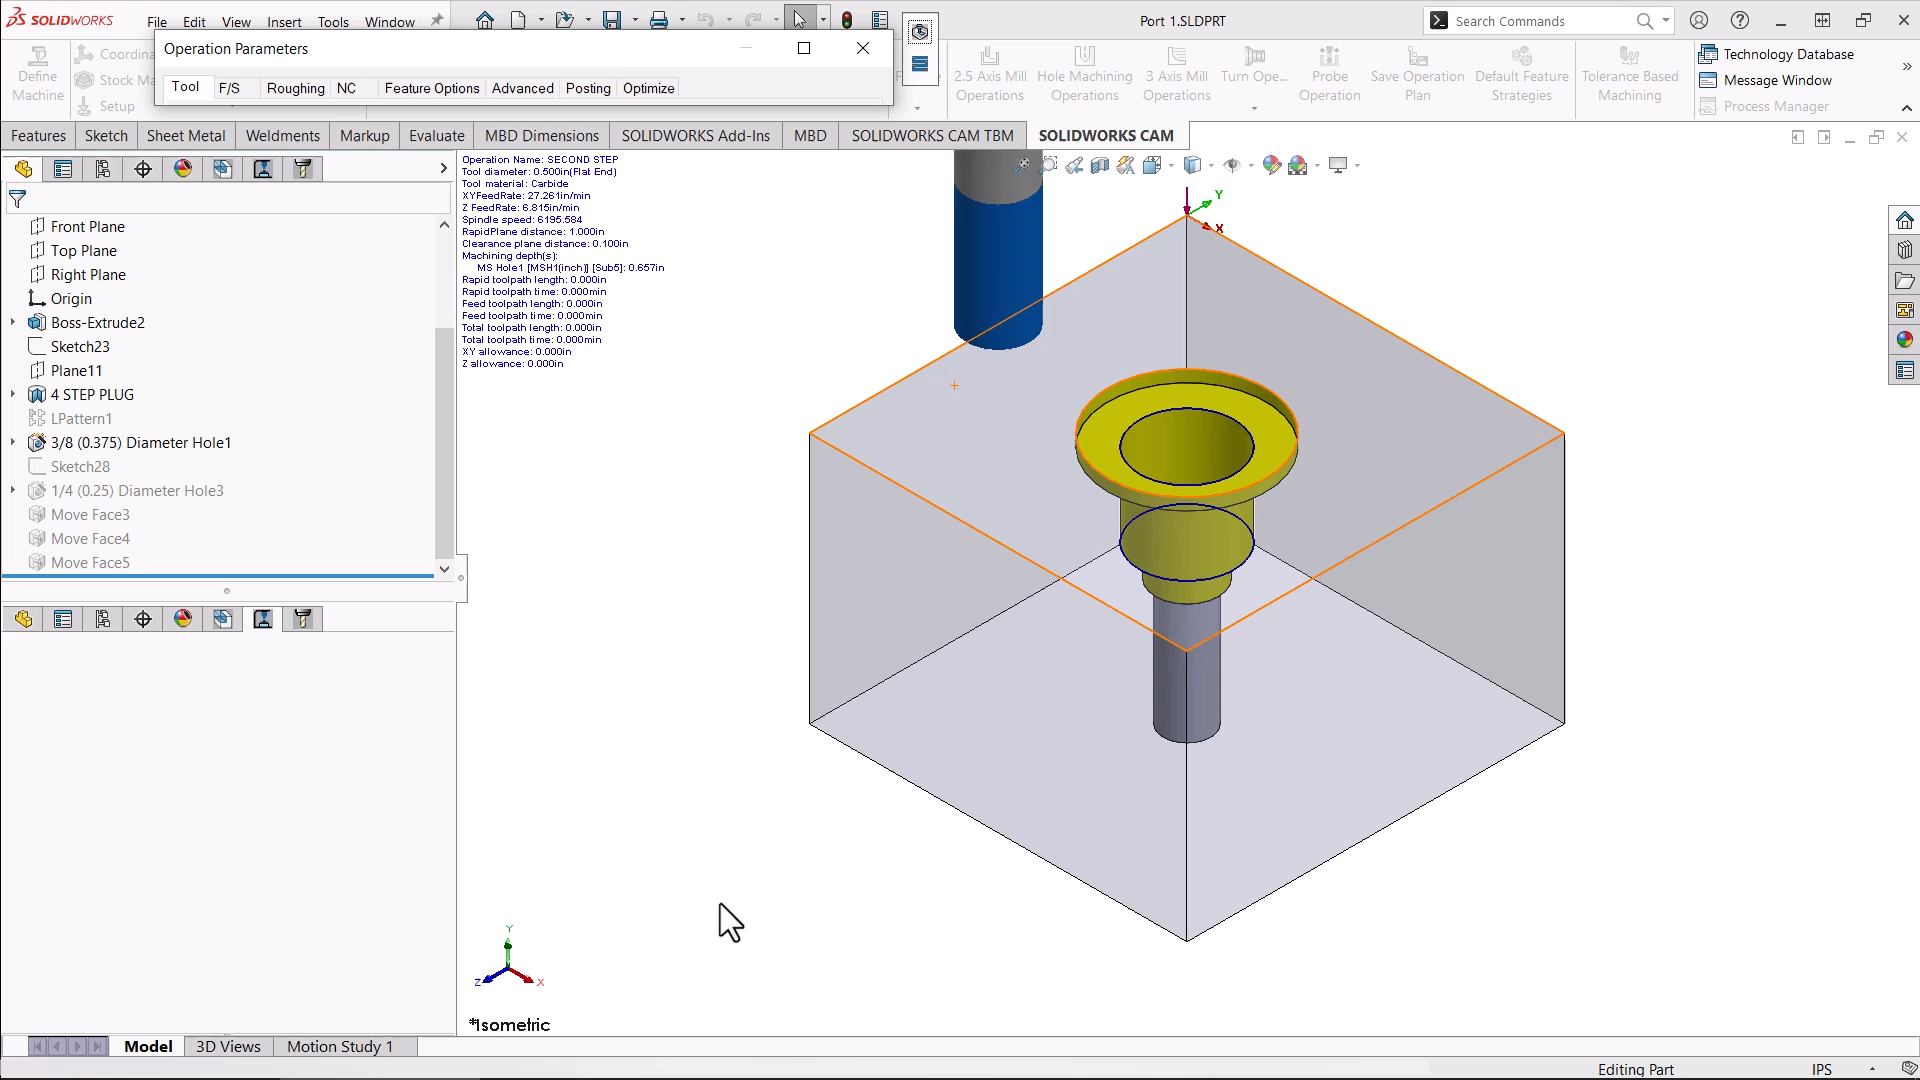 SOLIDWORKS
File Edit View Insert Tools Window
Port 1.SLDPRT
Search Commands
Operation Parameters
Tool F/S Roughing NC Feature Options Advanced Posting Optimize
Define Machine
Setup
2.5 Axis Mill Operations
Hole Machining Operations
3 Axis Mill Operations
Turn Ope...
Probe Operation
Save Operation Plan
Default Feature Strategies
Tolerance Based Machining
Technology Database
Message Window
Process Manager
Features Sketch Sheet Metal Weldments Markup Evaluate MBD Dimensions SOLIDWORKS Add-Ins MBD SOLIDWORKS CAM TBM SOLIDWORKS CAM
Front Plane
Top Plane
Right Plane
Origin
Boss-Extrude2
Sketch23
Plane11
4 STEP PLUG
LPattern1
3/8 (0.375) Diameter Hole1
Sketch28
1/4 (0.25) Diameter Hole3
Move Face3
Move Face4
Move Face5
Operation Name: SECOND STEP
Tool diameter: 0.500in(Flat End)
Tool material: Carbide
XYFeedRate: 27.261in/min
Z FeedRate: 6.815in/min
Spindle speed: 6195.584
RapidPlane distance: 1.000in
Clearance plane distance: 0.100in
Machining depth(s):
MS Hole1 [MSH1(inch)] [Sub5]: 0.657in
Rapid toolpath length: 0.000in
Rapid toolpath time: 0.000min
Feed toolpath length: 0.000in
Feed toolpath time: 0.000min
Total toolpath length: 0.000in
Total toolpath time: 0.000min
XY allowance: 0.000in
Z allowance: 0.000in
Y
X
Y
Z
X
*Isometric
Model 3D Views Motion Study 1
Editing Part
IPS